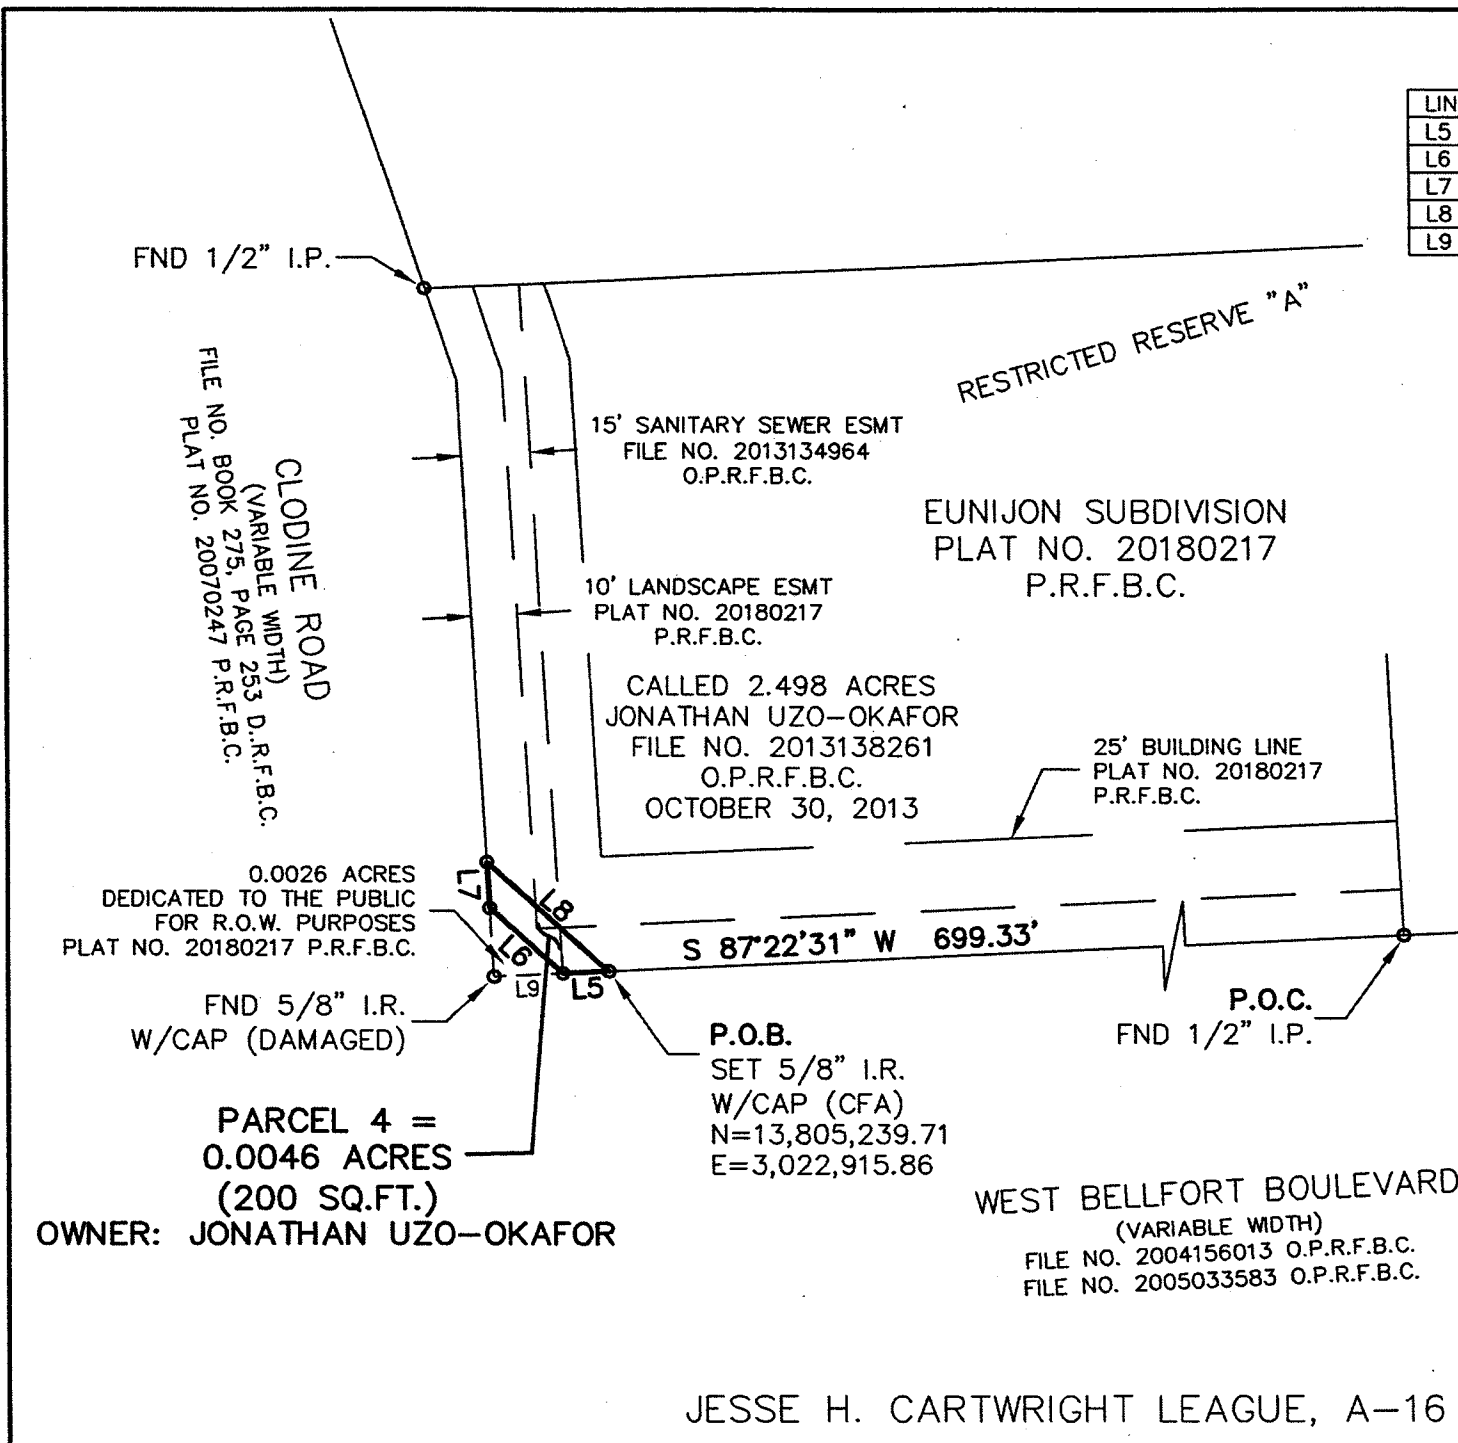 LIN
L5
L6
L7
L8
L9
FND 1/2" I.P.
RESTRICTED RESERVE "A"
15' SANITARY SEWER ESMT
FILE NO. 2013134964
O.P.R.F.B.C.
CLODINE ROAD
(VARIABLE WIDTH)
FILE NO. BOOK 275, PAGE 253 D..R.F.B.C.
PLAT NO. 20070247 P.R.F.B.C.
EUNIJON SUBDIVISION
PLAT NO. 20180217
P.R.F.B.C.
10' LANDSCAPE ESMT
PLAT NO. 20180217
P.R.F.B.C.
CALLED 2.498 ACRES
JONATHAN UZO-OKAFOR
FILE NO. 2013138261
O.P.R.F.B.C.
OCTOBER 30, 2013
25' BUILDING LINE
PLAT NO. 20180217
P.R.F.B.C.
0.0026 ACRES
DEDICATED TO THE PUBLIC
FOR R.O.W. PURPOSES
PLAT NO. 20180217 P.R.F.B.C.
L7
L8
L6
L9
L5
S 87°22'31" W 699.33'
FND 5/8" I.R.
W/CAP (DAMAGED)
P.O.B.
SET 5/8" I.R.
W/CAP (CFA)
N=13,805,239.71
E=3,022,915.86
P.O.C.
FND 1/2" I.P.
PARCEL 4 =
0.0046 ACRES
(200 SQ.FT.)
OWNER: JONATHAN UZO-OKAFOR
WEST BELLFORT BOULEVARD
(VARIABLE WIDTH)
FILE NO. 2004156013 O.P.R.F.B.C.
FILE NO. 2005033583 O.P.R.F.B.C.
JESSE H. CARTWRIGHT LEAGUE, A-16